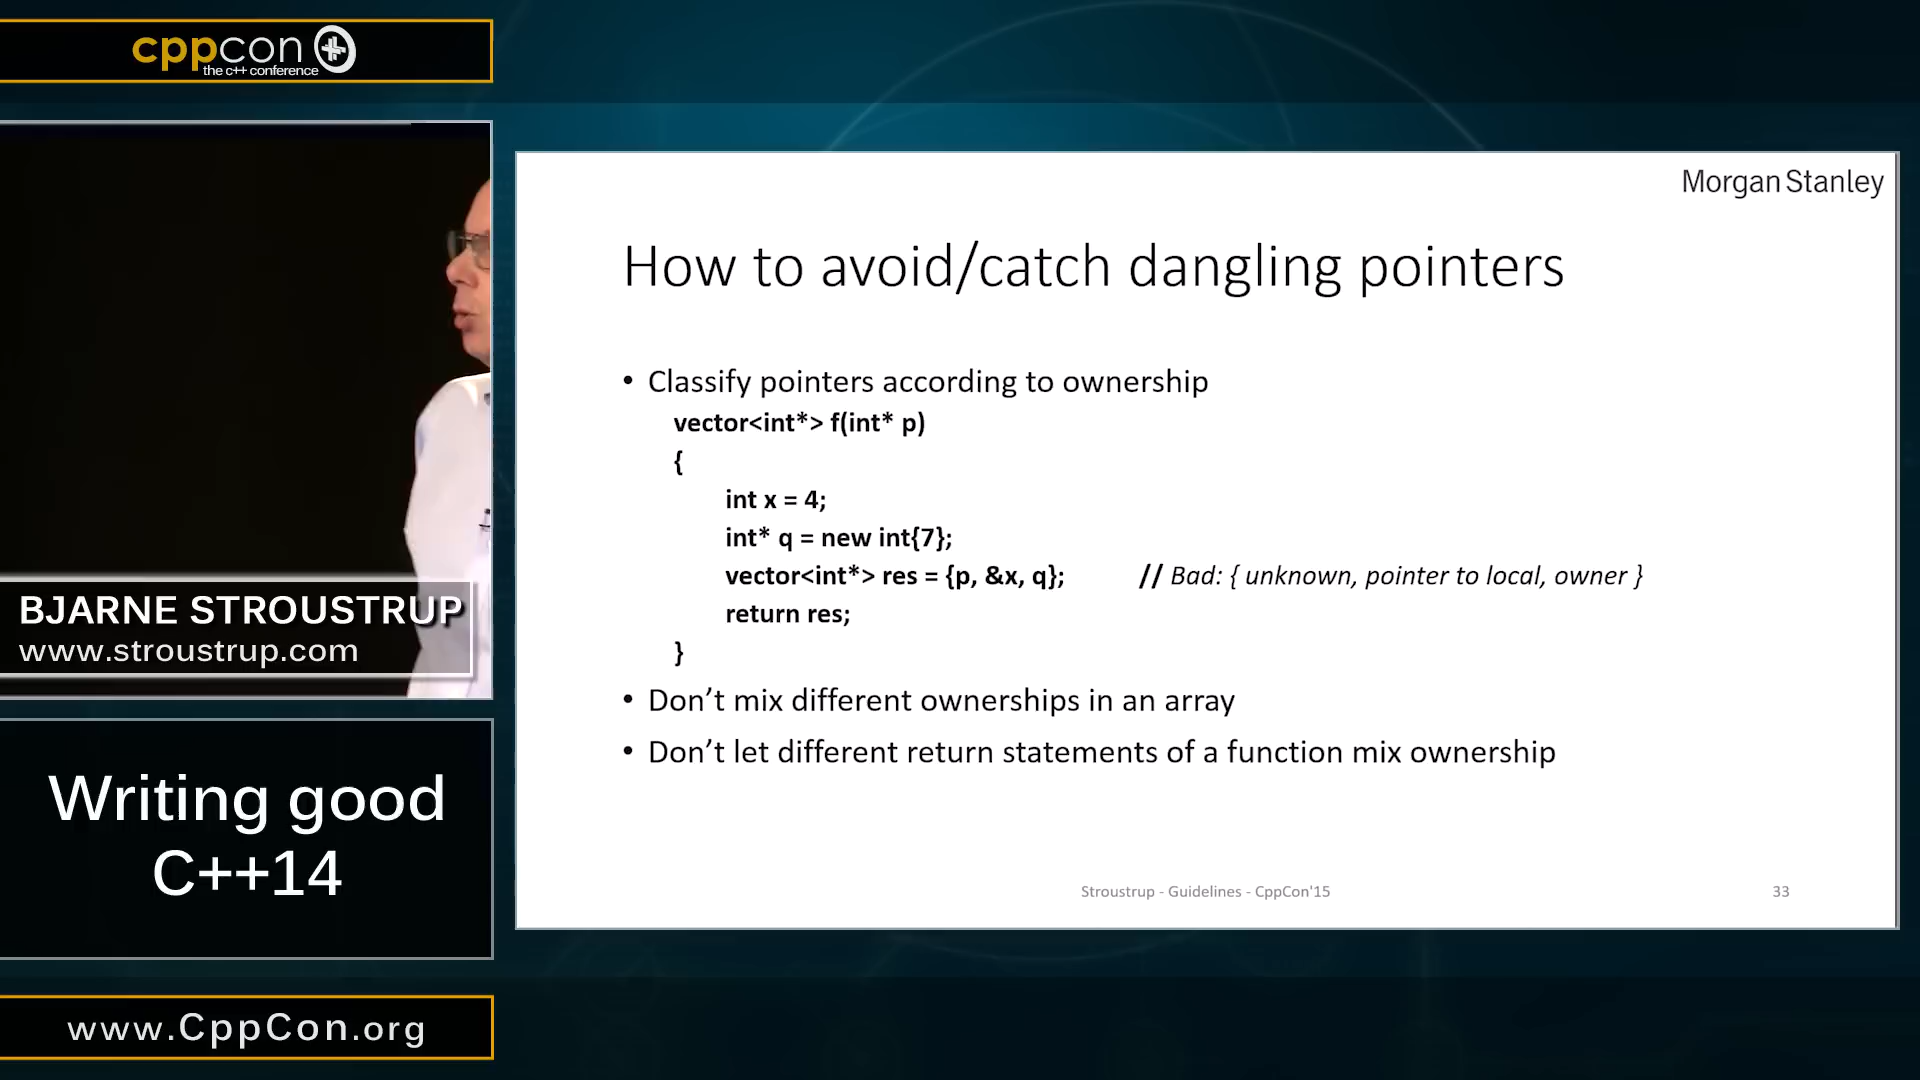 cppcon
the c++ conference
BJARNE STROUSTRUP
www.stroustrup.com
Writing good
C++14
www.CppCon.org
Morgan Stanley
How to avoid/catch dangling pointers
• Classify pointers according to ownership
vector<int*> f(int* p)
{
int x = 4;
int* q = new int{7};
vector<int*> res = {p, &x, q}; // Bad: { unknown, pointer to local, owner }
return res;
}
• Don’t mix different ownerships in an array
• Don’t let different return statements of a function mix ownership
Stroustrup - Guidelines - CppCon'15 33